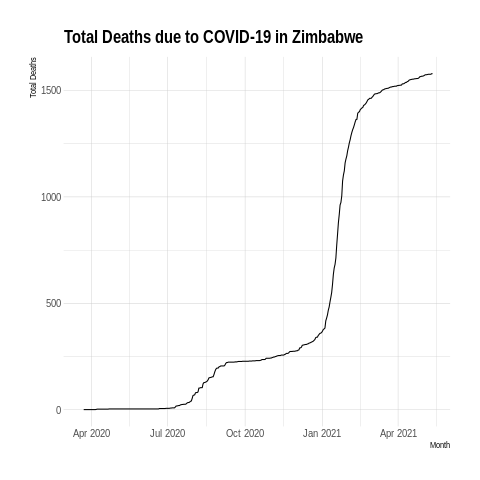 Total Deaths due to COVID-19 in Zimbabwe
Total Deaths
1500
1000
500
0
Apr 2020 Jul 2020 Oct 2020 Jan 2021 Apr 2021
Month